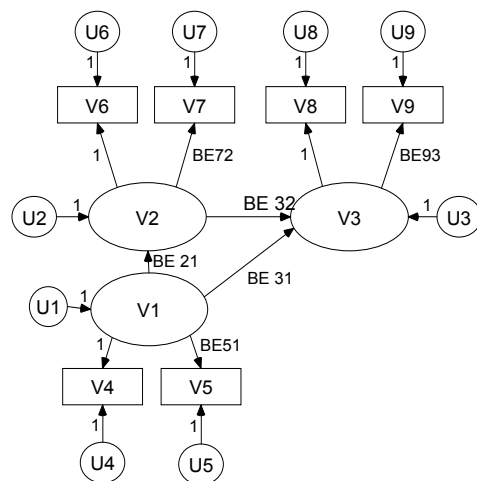 U6 U7 U8 U9
1 1 1 1
V6 V7 V8 V9
1 BE72 1 BE93
U2 1 V2 BE 32 V3 1 U3
BE 21
BE 31
U1 1 V1
1 BE51
V4 V5
1 1
U4 U5